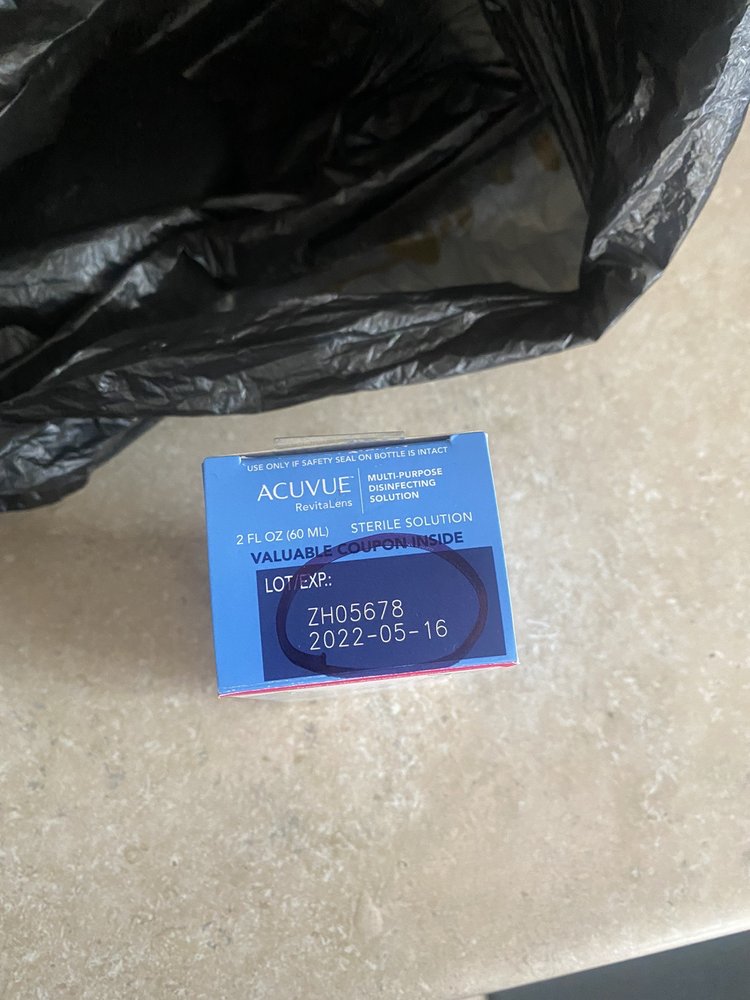 USE ONLY IF SAFETY SEAL ON BOTTLE IS INTACT
ACUVUE™
RevitaLens
MULTI-PURPOSE
DISINFECTING
SOLUTION
2 FL OZ (60 ML) STERILE SOLUTION
VALUABLE COUPON INSIDE
LOT/EXP.:
ZH05678
2022-05-16